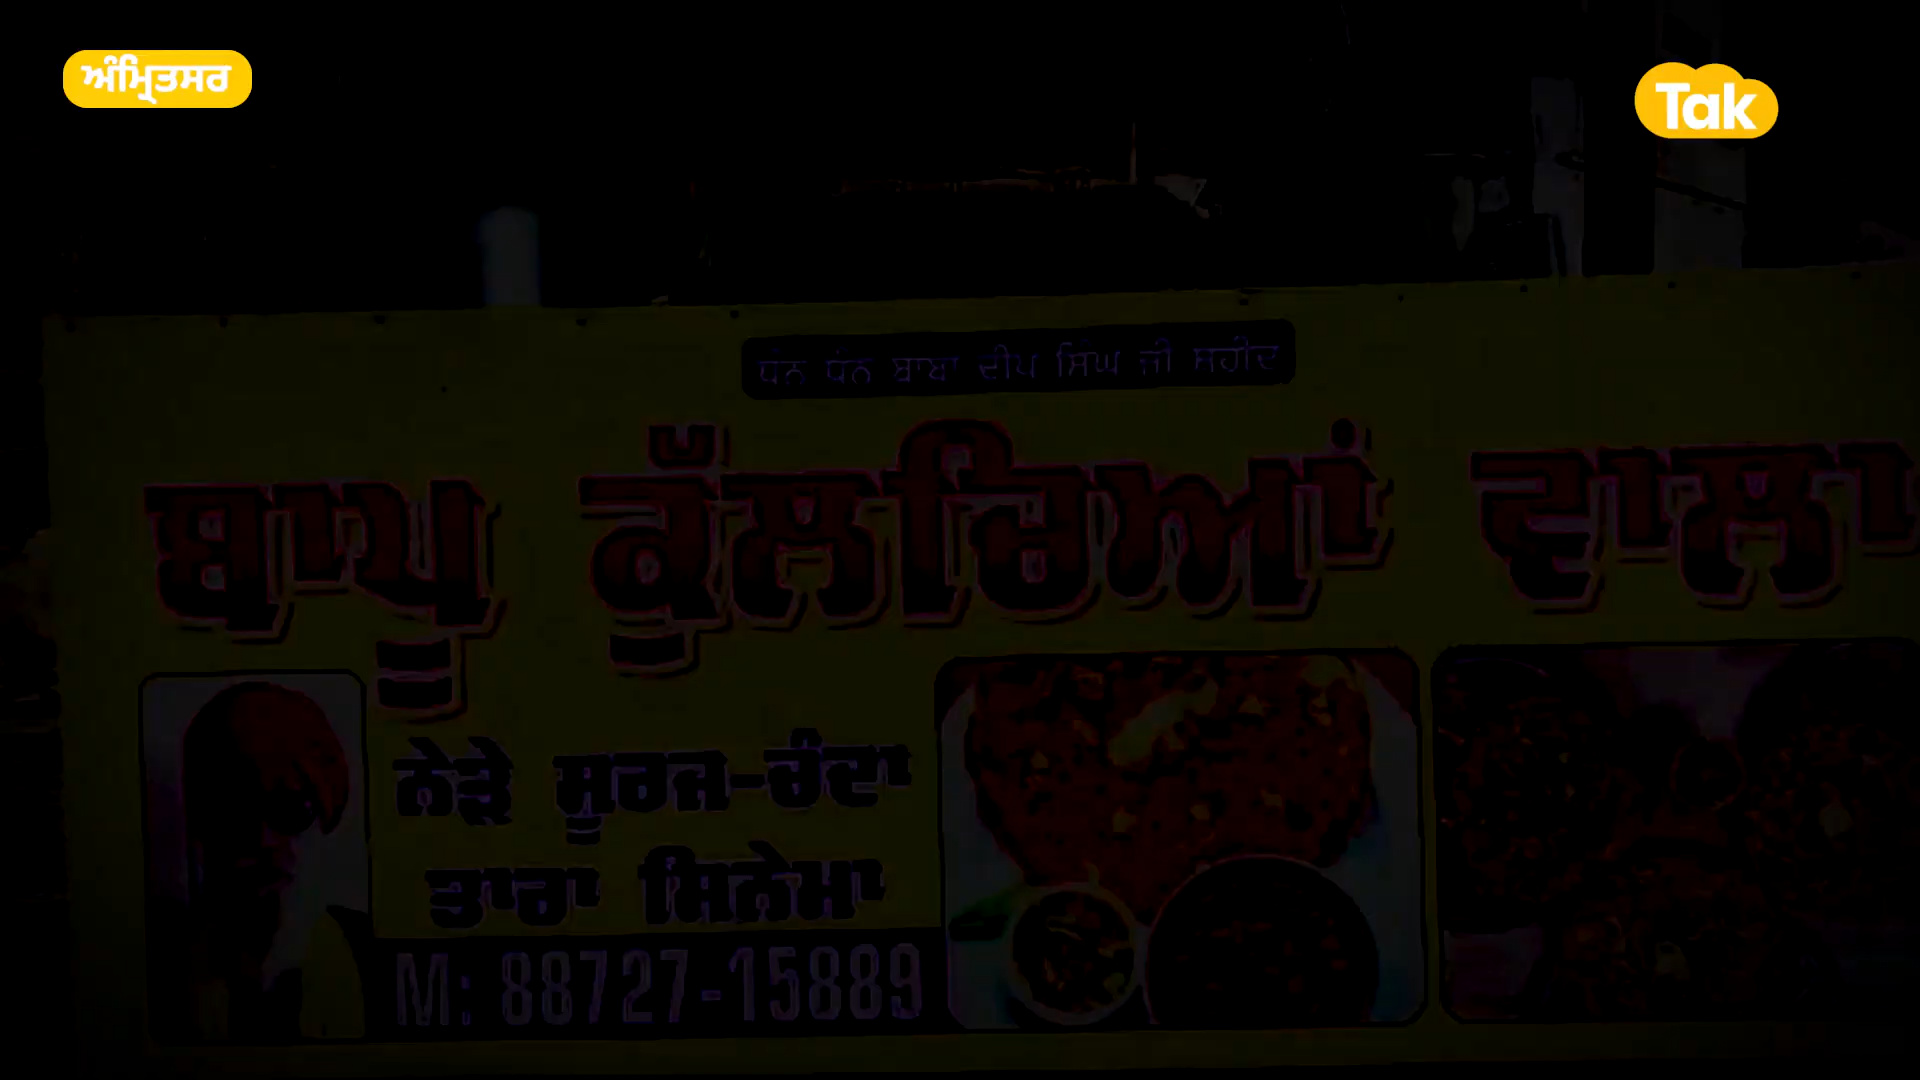 ਅੰਮ੍ਰਿਤਸਰ
Tak
ਧੰਨ ਧੰਨ ਬਾਬਾ ਦੀਪ ਸਿੰਘ ਜੀ ਸ਼ਹੀਦ
ਬਾਪੂ ਕੁੱਲਚਿਆਂ ਵਾਲਾ
ਨੇੜੇ ਸੂਰਜ-ਚੰਦਾ
ਤਾਰਾ ਸਿਨੇਮਾ
M: 88727-15889